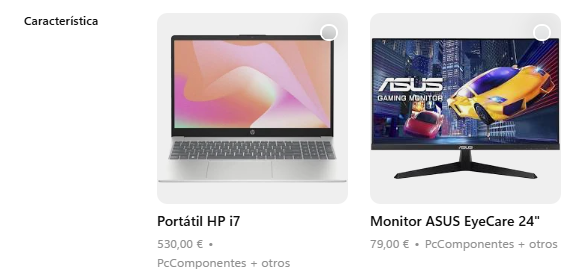 Característica
ASUS
GAMING MONITOR
ASUS
Portátil HP i7
Monitor ASUS EyeCare 24"
530,00 € •
PcComponentes + otros
79,00 € • PcComponentes + otros